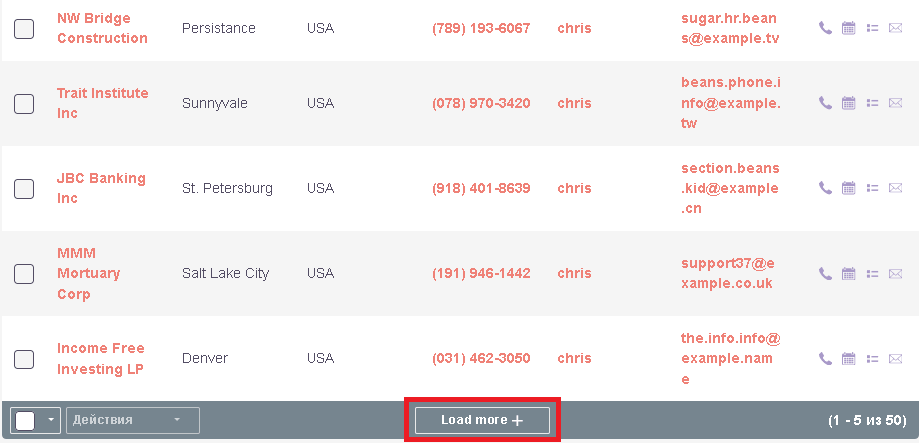 NW Bridge
Construction
Persistance
USA
(789) 193-6067
chris
sugar.hr.bean
s@example.tv
Trait Institute
Inc
Sunnyvale
USA
(078) 970-3420
chris
beans.phone.i
nfo@example.
tw
JBC Banking
Inc
St. Petersburg
USA
(918) 401-8639
chris
section.beans
.kid@example
.cn
MMM
Mortuary
Corp
Salt Lake City
USA
(191) 946-1442
chris
support37@e
xample.co.uk
Income Free
Investing LP
Denver
USA
(031) 462-3050
chris
the.info.info@
example.nam
e
Действия
Load more +
(1 - 5 из 50)